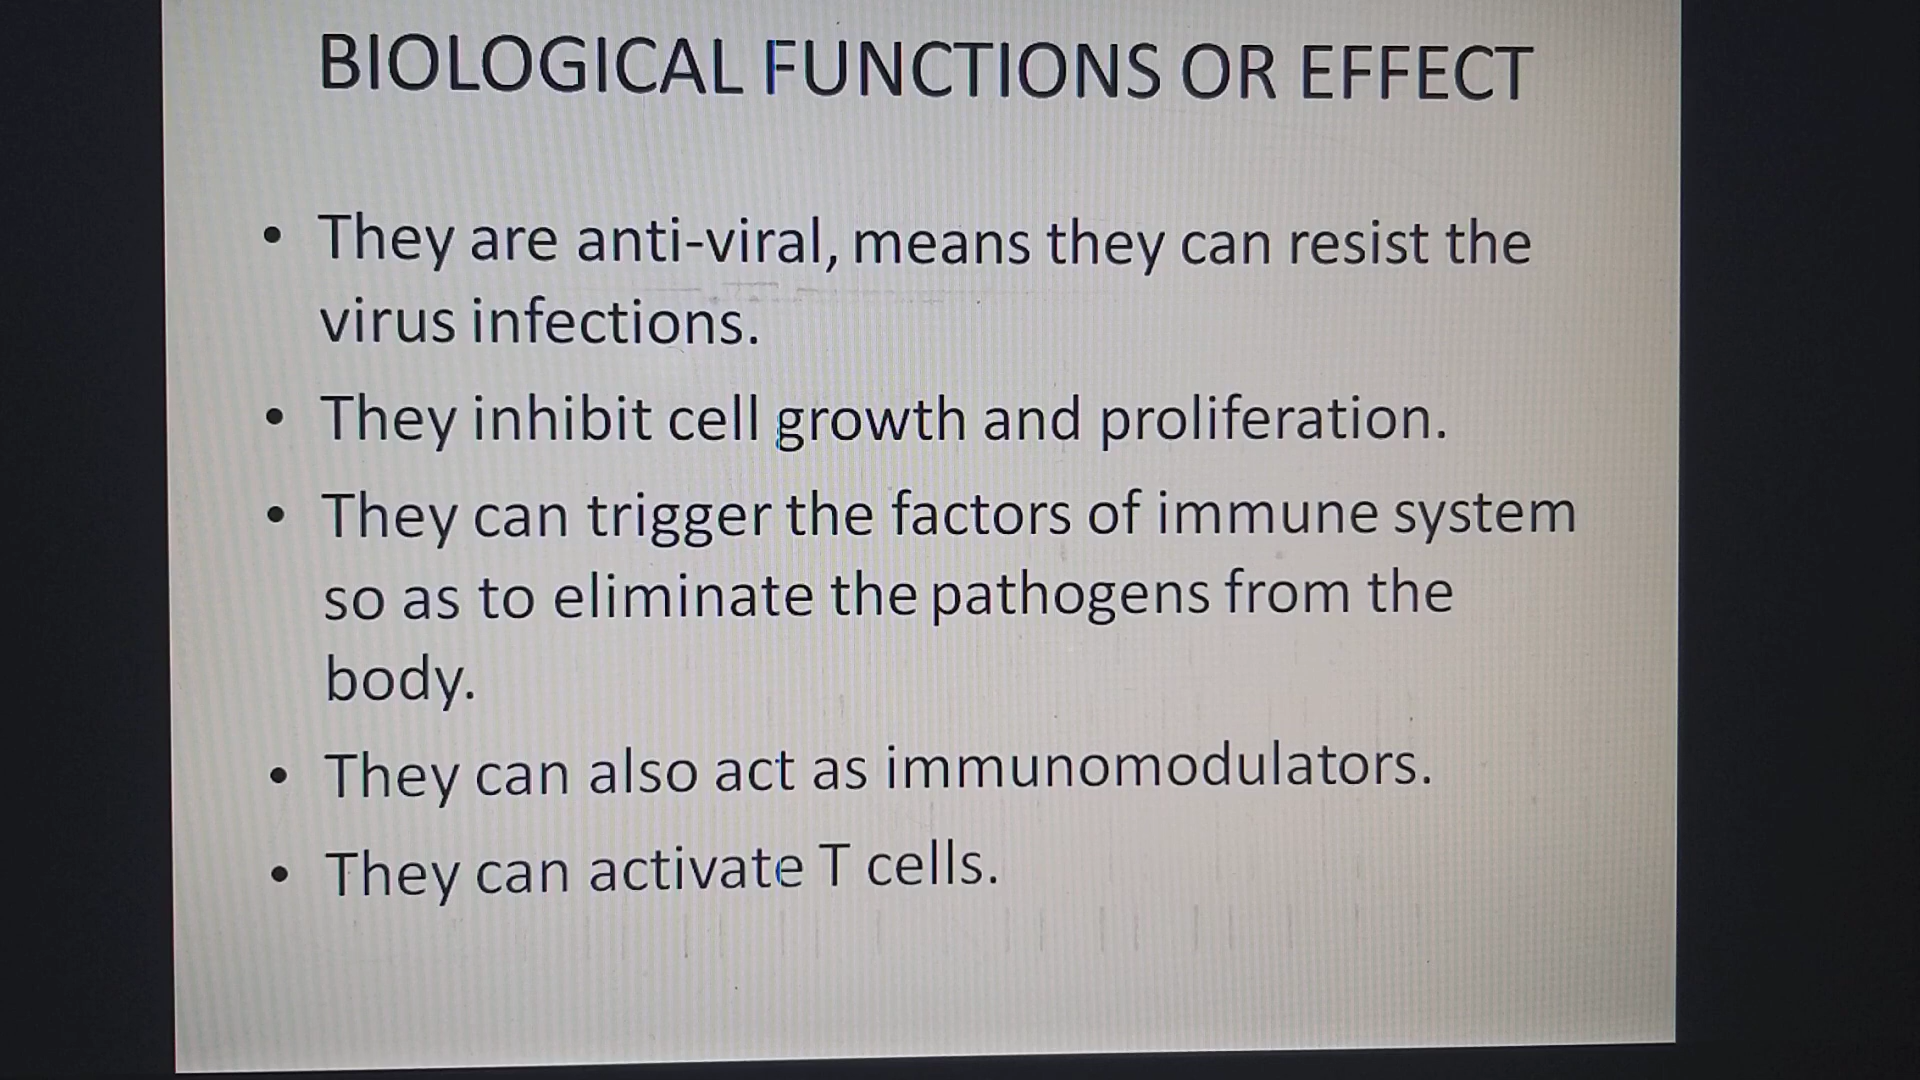 BIOLOGICAL FUNCTIONS OR EFFECT
• They are anti-viral, means they can resist the
virus infections.
• They inhibit cell growth and proliferation.
• They can trigger the factors of immune system
so as to eliminate the pathogens from the
body.
• They can also act as immunomodulators.
• They can activate T cells.